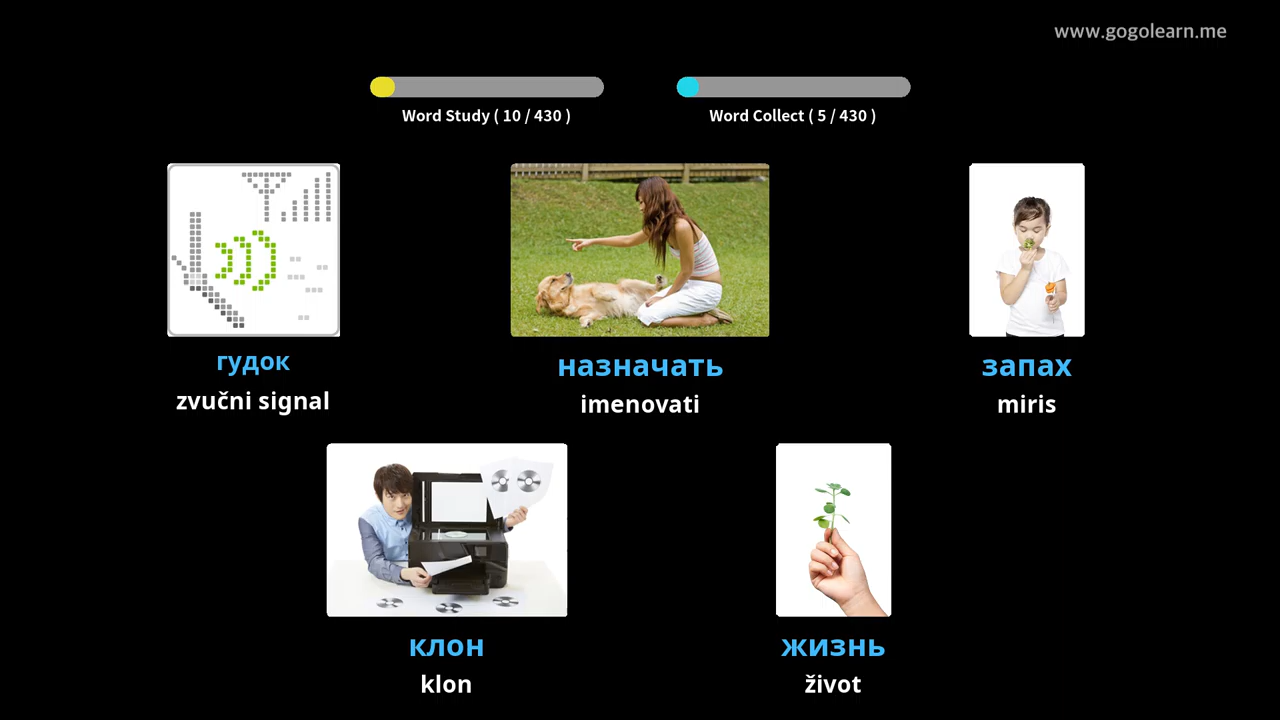 www.gogolearn.me
Word Study ( 10 / 430 )
Word Collect ( 5 / 430 )
гудок
zvučni signal
назначать
imenovati
запах
miris
клон
klon
жизнь
život